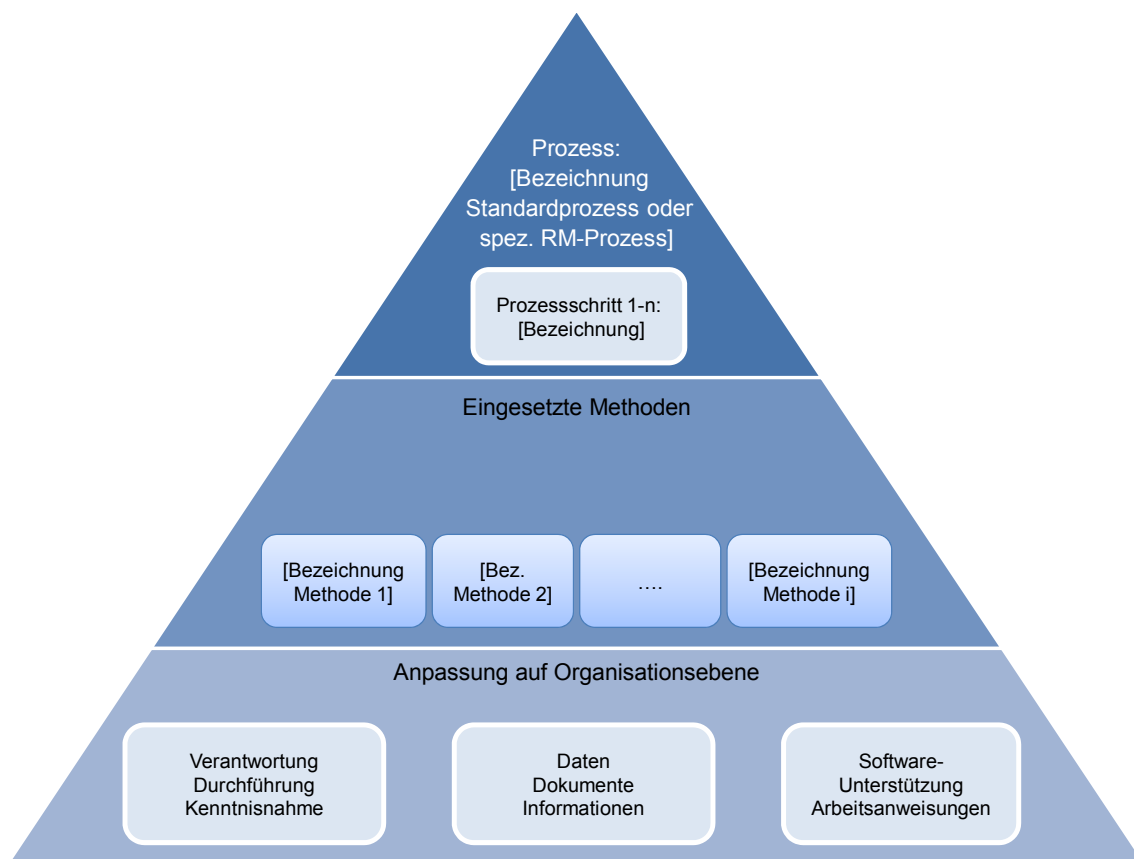 Prozess:
[Bezeichnung
Standardprozess oder
spez. RM-Prozess]
Prozessschritt 1-n:
[Bezeichnung]
Eingesetzte Methoden
[Bezeichnung
Methode 1]
[Bez.
Methode 2]
....
[Bezeichnung
Methode i]
Anpassung auf Organisationsebene
Verantwortung
Durchführung
Kenntnisnahme
Daten
Dokumente
Informationen
Software-
Unterstützung
Arbeitsanweisungen